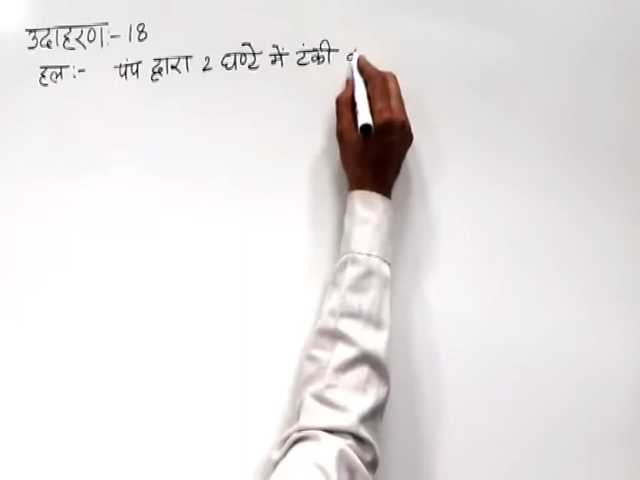 उदाहरण:- 18
हल:- पंप द्वारा 2 घण्टे में टंकी